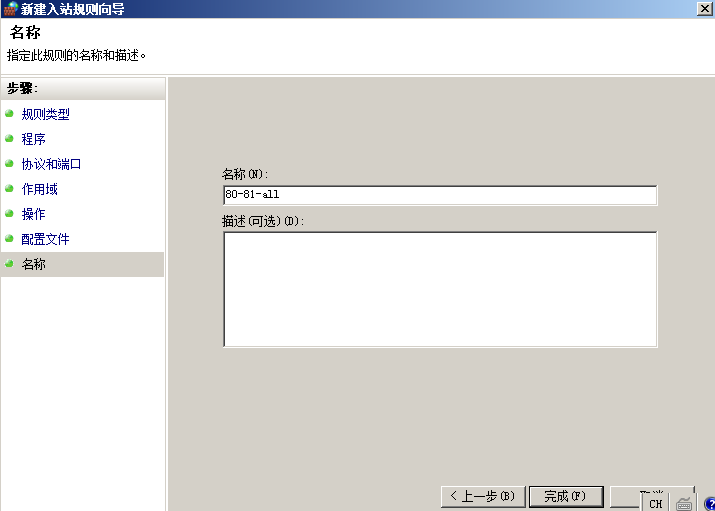 新建入站规则向导
名称
指定此规则的名称和描述。
步骤:
规则类型
程序
协议和端口
作用域
操作
配置文件
名称
名称(N):
80-81-all
描述(可选)(D):
< 上一步(B)
完成(F)
CH
?